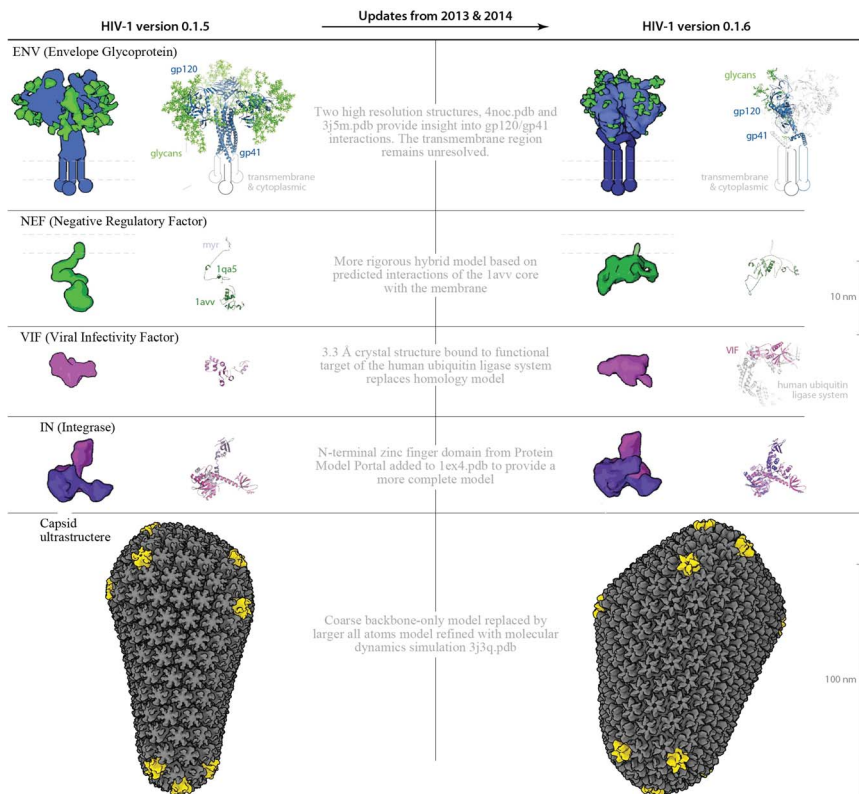 Updates from 2013 & 2014
HIV-1 version 0.1.5
HIV-1 version 0.1.6
ENV (Envelope Glycoprotein)
gp120
glycans
gp41
transmembrane
& cytoplasmic
Two high resolution structures, 4noc.pdb and
3j5m.pdb provide insight into gp120/gp41
interactions. The transmembrane region
remains unresolved.
glycans
gp120
gp41
transmembrane
& cytoplasmic
NEF (Negative Regulatory Factor)
myr
1qa5
1avv
More rigorous hybrid model based on
predicted interactions of the 1avv core
with the membrane
10 nm
VIF (Viral Infectivity Factor)
3.3 Å crystal structure bound to functional
target of the human ubiquitin ligase system
replaces homology model
VIF
human ubiquitin
ligase system
IN (Integrase)
N-terminal zinc finger domain from Protein
Model Portal added to 1ex4.pdb to provide
a more complete model
Capsid
ultrastructere
Coarse backbone-only model replaced by
larger all atoms model refined with molecular
dynamics simulation 3j3q.pdb
100 nm